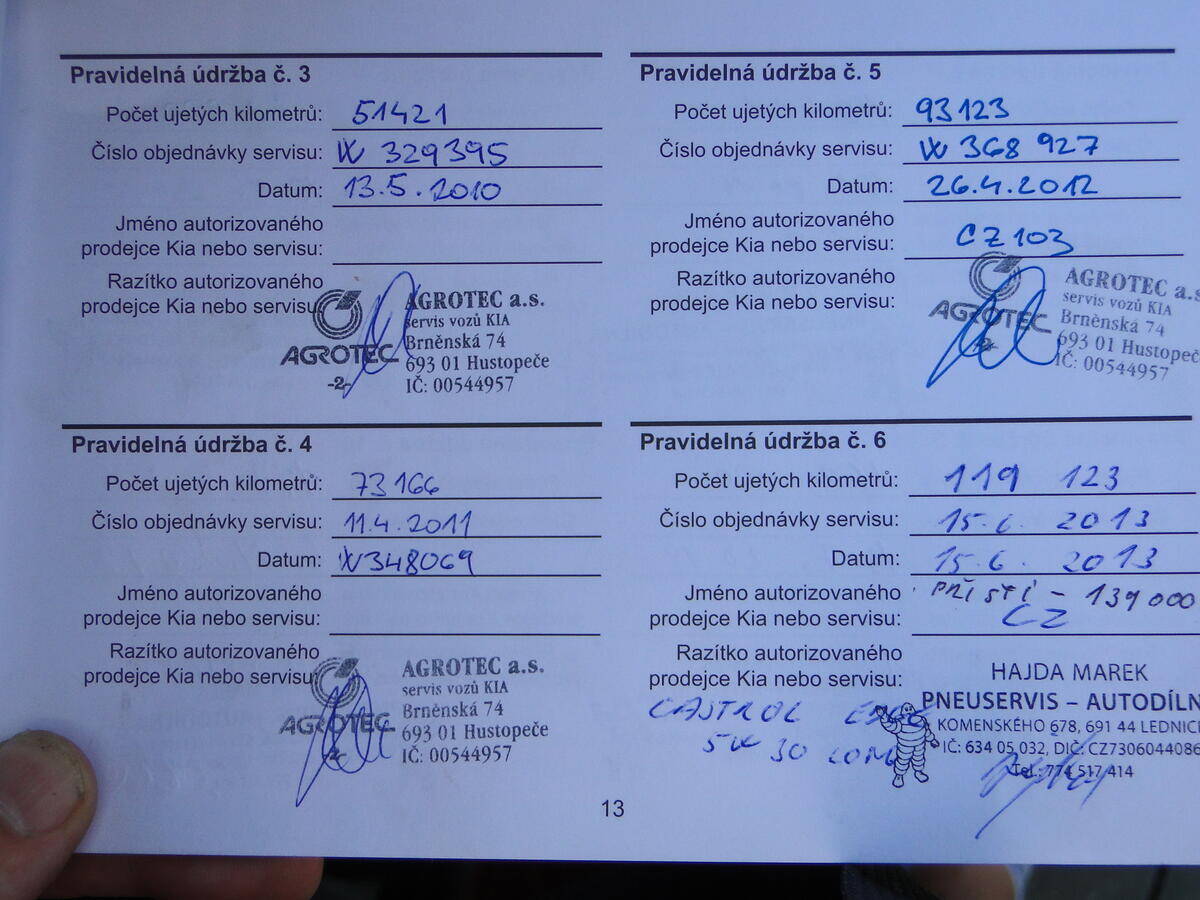 Pravidelná údržba č. 3
Počet ujetých kilometrů: 51421
Číslo objednávky servisu: W 329395
Datum: 13.5.2010
Jméno autorizovaného
prodejce Kia nebo servisu:
Razítko autorizovaného
prodejce Kia nebo servisu:
AGROTEC
-2-
AGROTEC a.s.
servis vozů KIA
Brněnská 74
693 01 Hustopeče
IČ: 00544957
Pravidelná údržba č. 4
Počet ujetých kilometrů: 73166
Číslo objednávky servisu: 11.4.2011
Datum: W348069
Jméno autorizovaného
prodejce Kia nebo servisu:
Razítko autorizovaného
prodejce Kia nebo servisu:
AGROTEC
-2-
AGROTEC a.s.
servis vozů KIA
Brněnská 74
693 01 Hustopeče
IČ: 00544957
Pravidelná údržba č. 5
Počet ujetých kilometrů: 93123
Číslo objednávky servisu: W 368 927
Datum: 26.4.2012
Jméno autorizovaného
prodejce Kia nebo servisu: CZ103
Razítko autorizovaného
prodejce Kia nebo servisu:
AGROTEC
-2-
AGROTEC a.s
servis vozů KIA
Brněnská 74
693 01 Hustopeč
IČ: 00544957
Pravidelná údržba č. 6
Počet ujetých kilometrů: 119 123
Číslo objednávky servisu: 15.6. 2013
Datum: 15.6. 2013
Jméno autorizovaného PŘÍSTÍ - 139000
prodejce Kia nebo servisu: CZ
Razítko autorizovaného
prodejce Kia nebo servisu:
CASTROL EDGE
5W 30
HAJDA MAREK
PNEUSERVIS – AUTODÍLN
KOMENSKÉHO 678, 691 44 LEDNIC
IČ: 634 05 032, DIČ: CZ7306044086
Tel.: 774 517 414
13